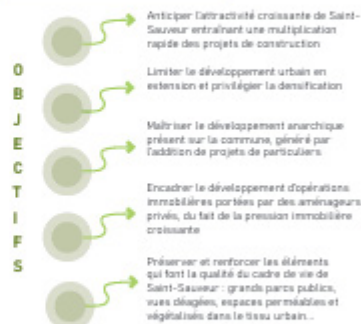 OBJECTIFS
Anticiper l'attractivité croissante de Saint-
Sauveur entraînant une multiplication
rapide des projets de construction
Limiter le développement urbain en
extension et privilégier la densification
Maîtriser le développement anarchique
présent sur la commune, généré par
l'addition de projets de particuliers
Encadrer le développement d'opérations
immobilières portées par des aménageurs
privés, du fait de la pression immobilière
croissante
Préserver et renforcer les éléments
qui font la qualité du cadre de vie de
Saint-Sauveur : grands parcs publics,
vues déagées, espaces perméables et
végétalisés dans le tissu urbain...